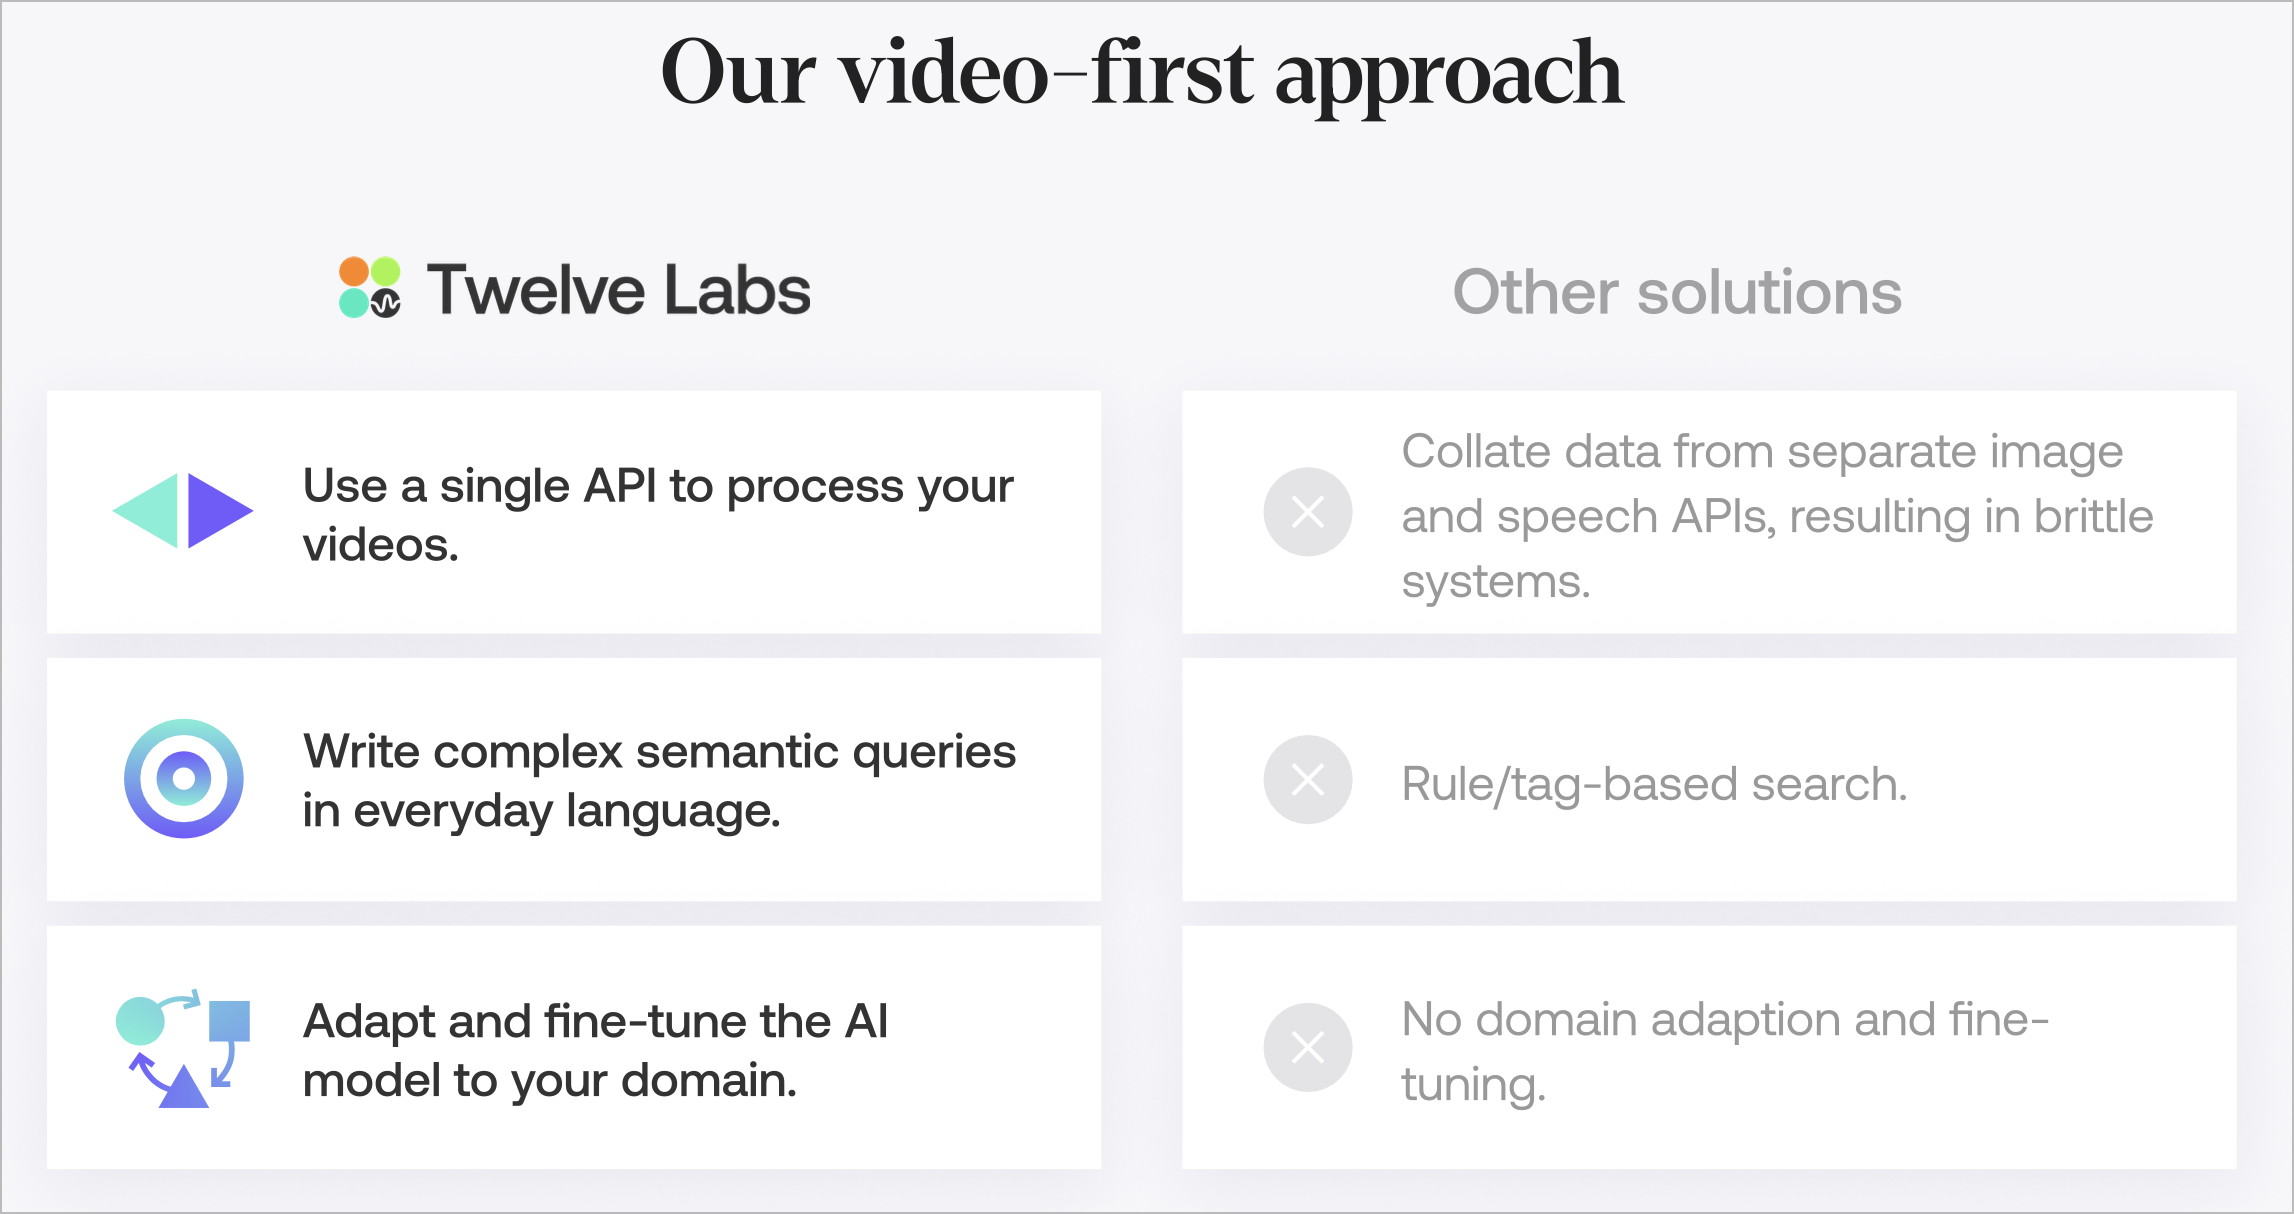 Our video-first approach
Twelve Labs
Other solutions
Use a single API to process your
videos.
Collate data from separate image
and speech APIs, resulting in brittle
systems.
Write complex semantic queries
in everyday language.
Rule/tag-based search.
Adapt and fine-tune the AI
model to your domain.
No domain adaption and fine-
tuning.